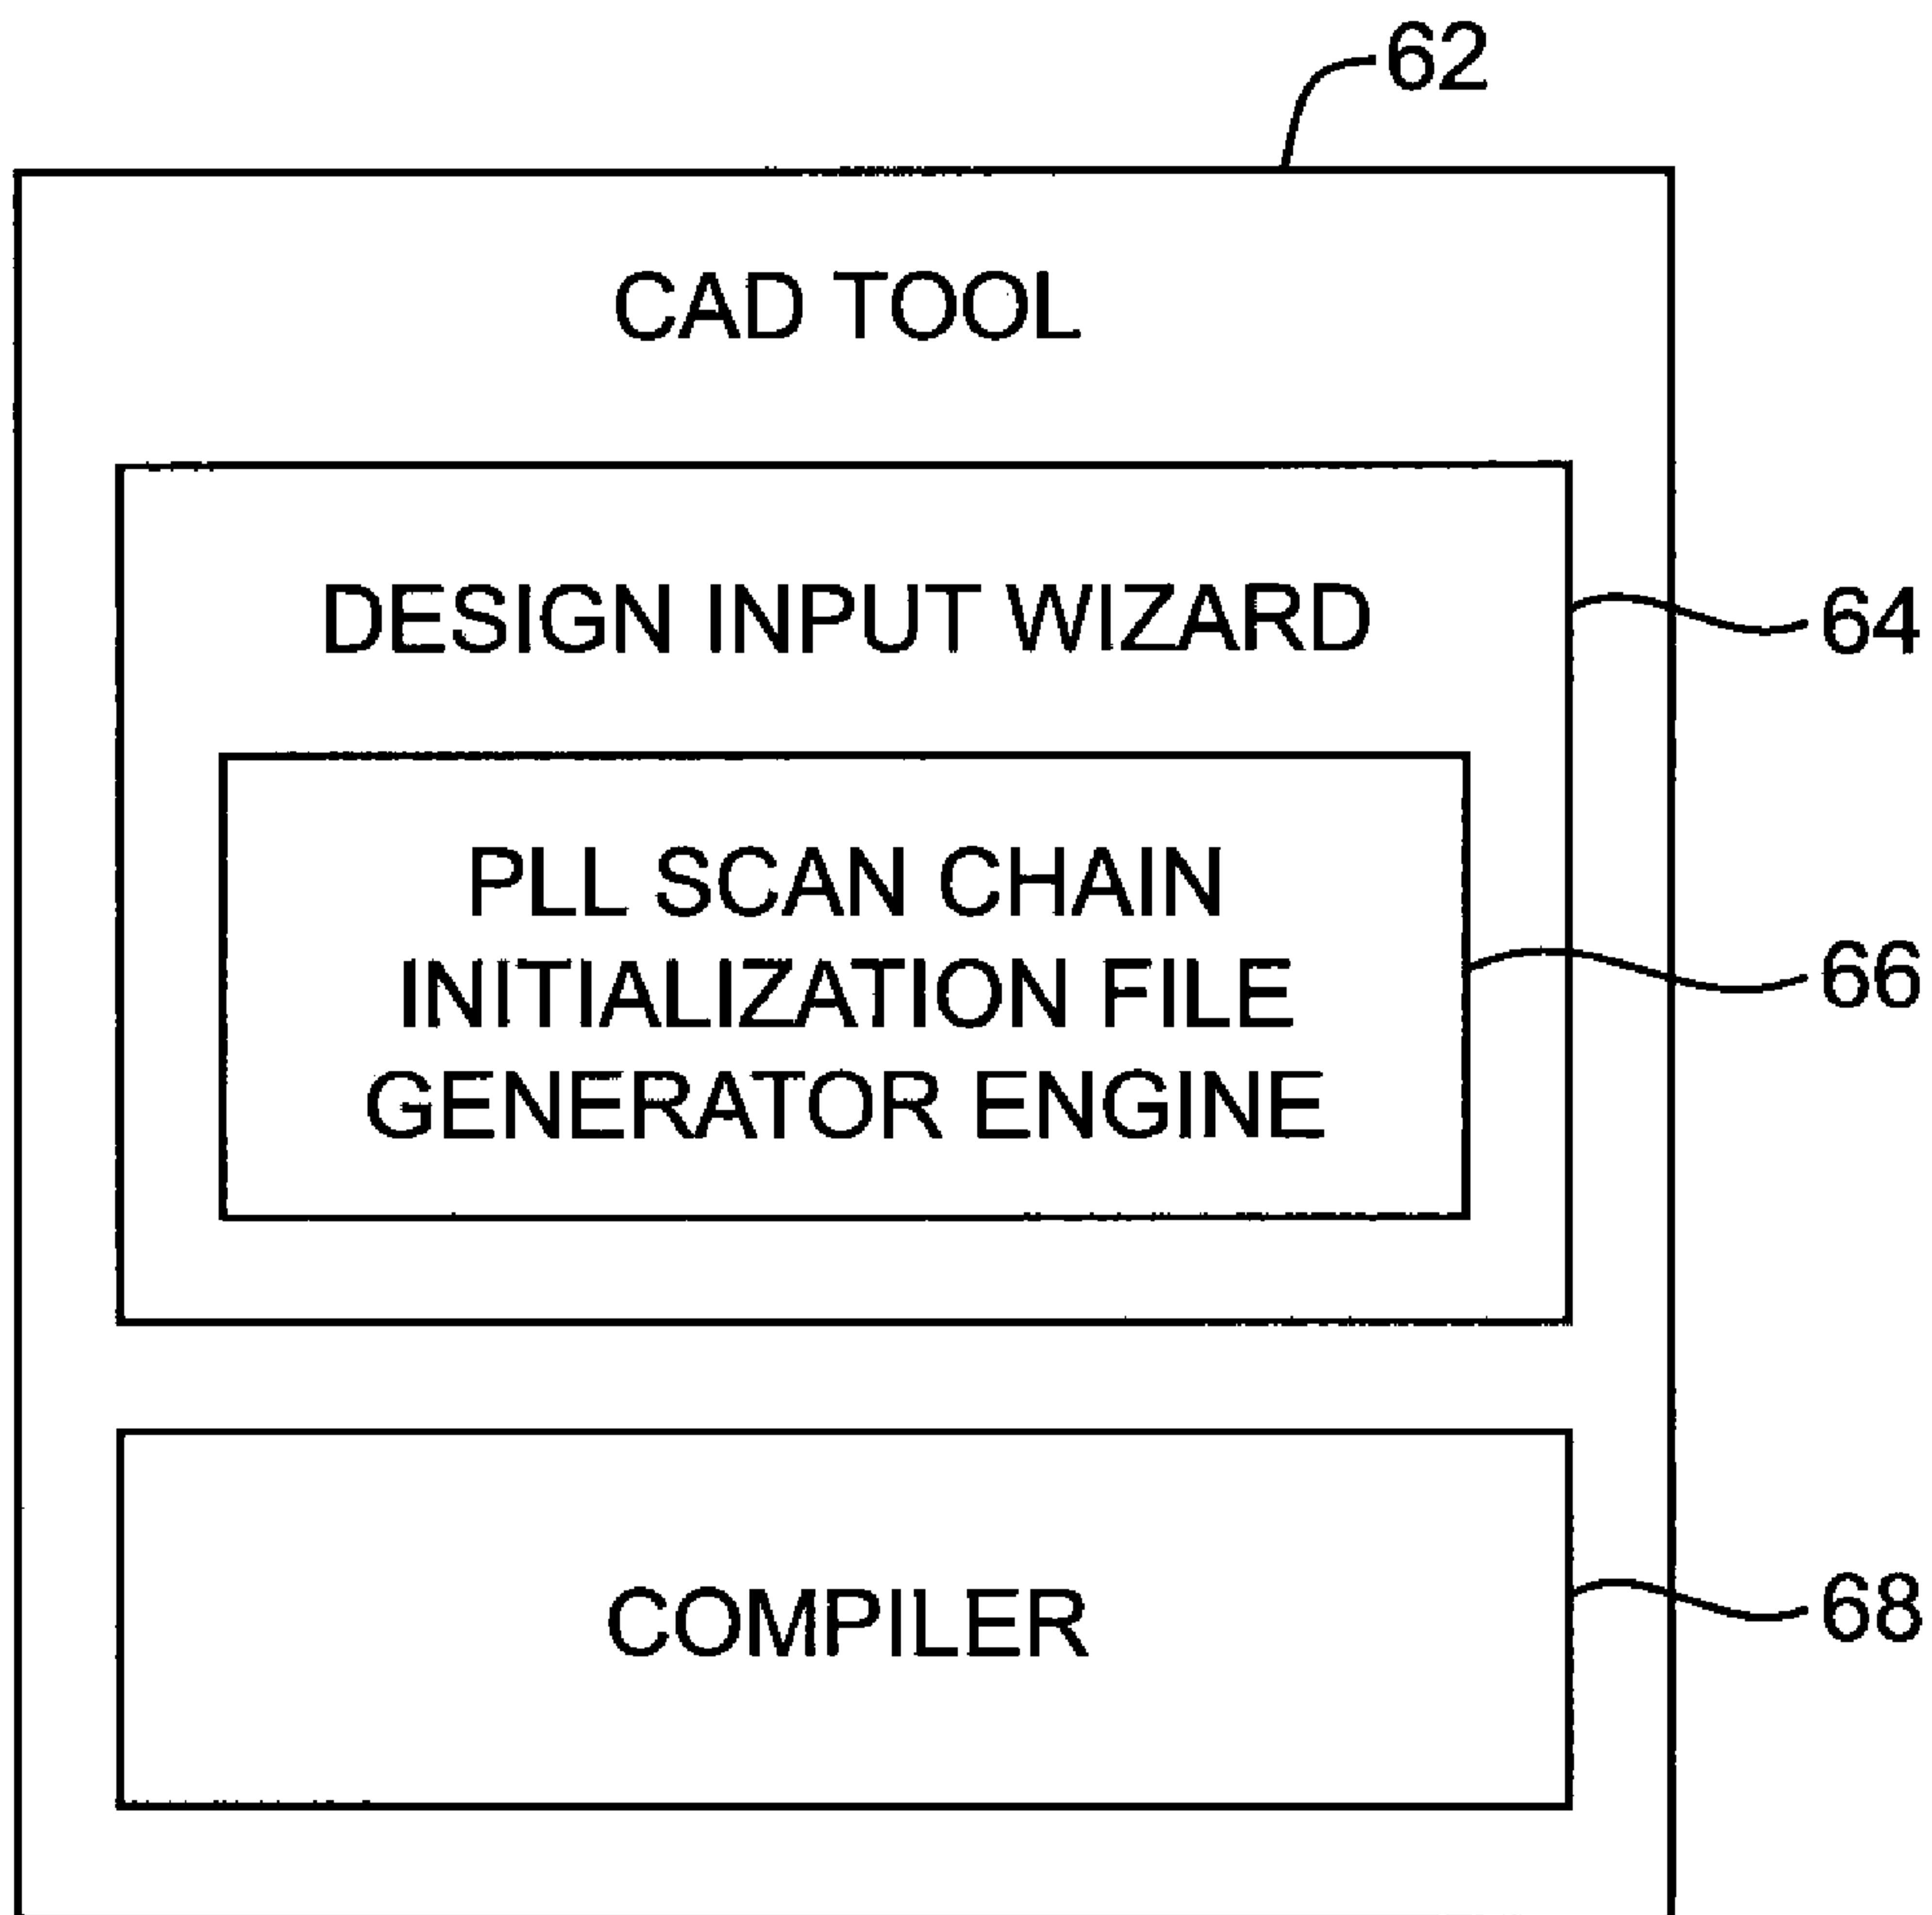 62
CAD TOOL
DESIGN INPUT WIZARD
64
PLL SCAN CHAIN
INITIALIZATION FILE
66
GENERATOR ENGINE
COMPILER
68